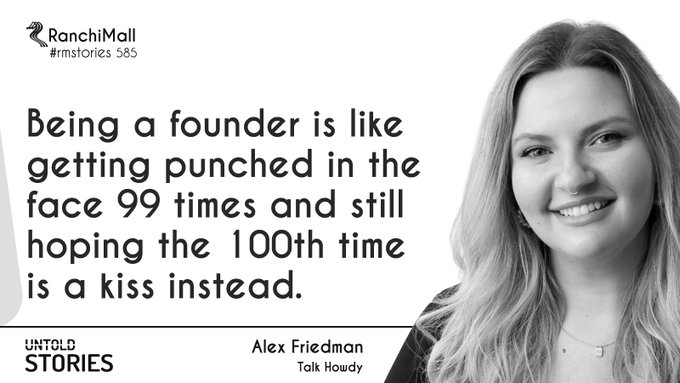 RanchiMall
#rmstories 585
Being a founder is like
getting punched in the
face 99 times and still
hoping the 100th time
is a kiss instead.
UNTOLD
STORIES
Alex Friedman
Talk Howdy